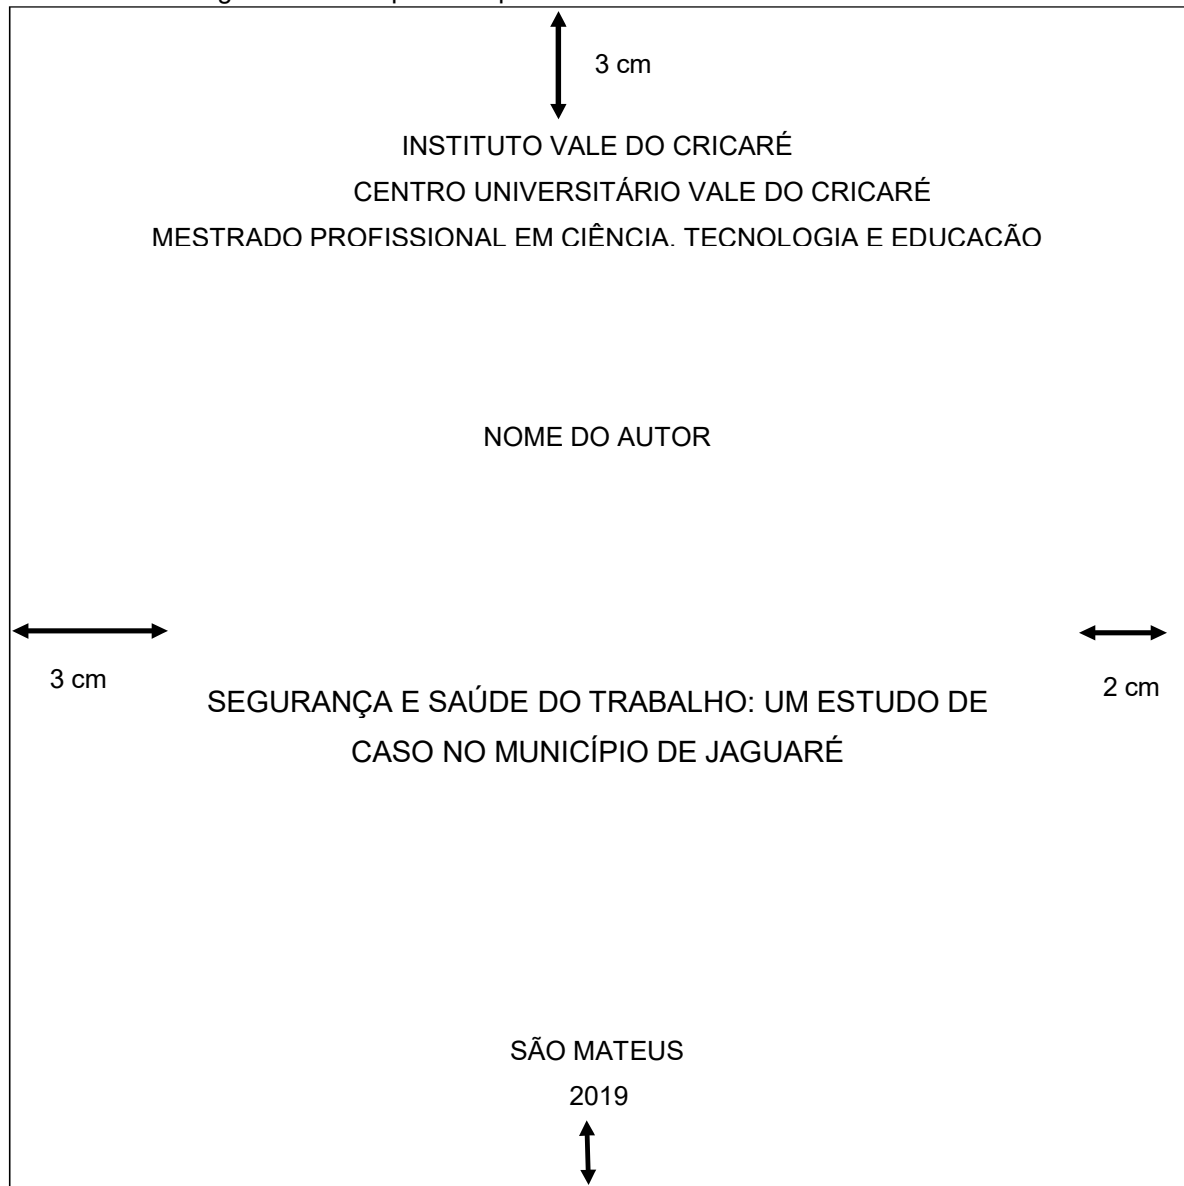 3 cm
INSTITUTO VALE DO CRICARÉ
CENTRO UNIVERSITÁRIO VALE DO CRICARÉ
MESTRADO PROFISSIONAL EM CIÊNCIA, TECNOLOGIA E EDUCAÇÃO
NOME DO AUTOR
3 cm
2 cm
SEGURANÇA E SAÚDE DO TRABALHO: UM ESTUDO DE
CASO NO MUNICÍPIO DE JAGUARÉ
SÃO MATEUS
2019